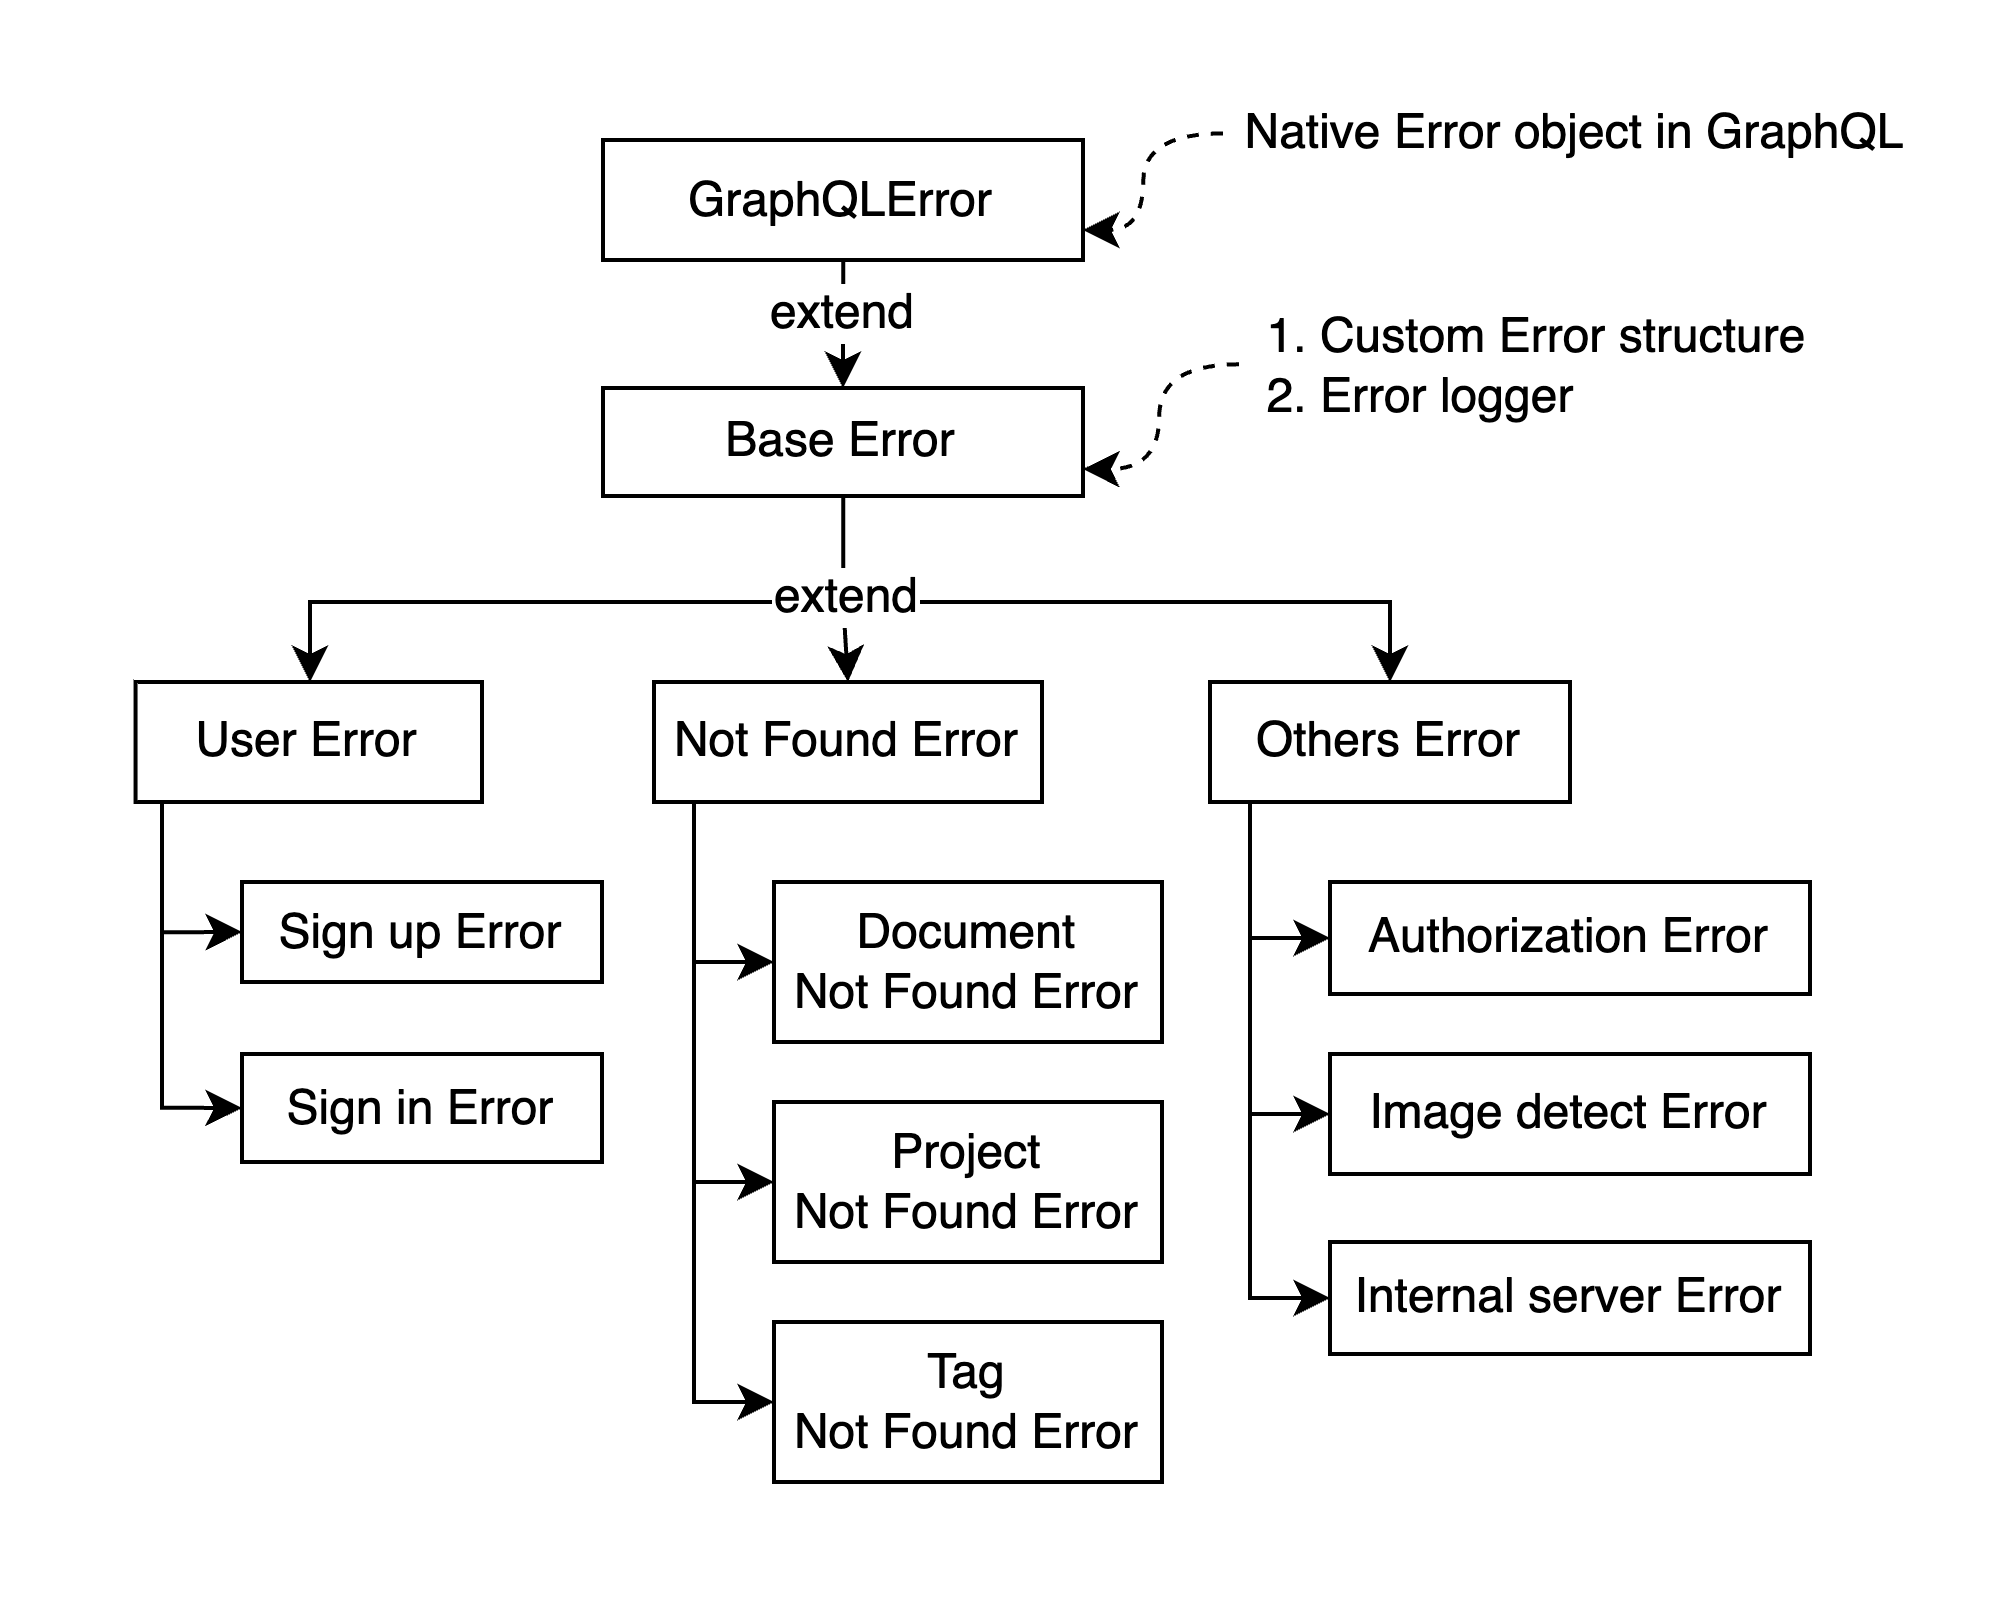 Native Error object in GraphQL
GraphQLError
extend
1. Custom Error structure
2. Error logger
Base Error
extend
User Error
Not Found Error
Others Error
Sign up Error
Sign in Error
Document
Not Found Error
Project
Not Found Error
Tag
Not Found Error
Authorization Error
Image detect Error
Internal server Error